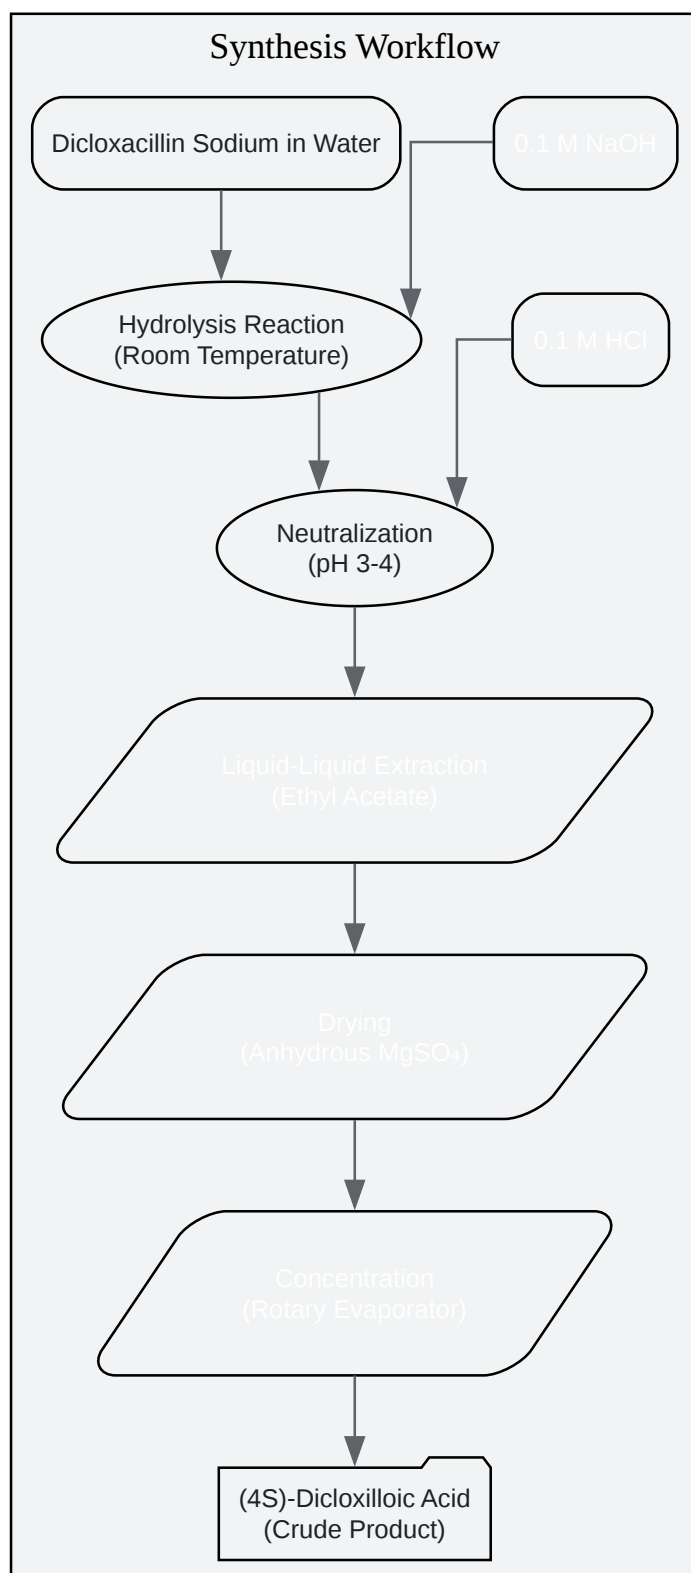 Synthesis Workflow
Dicloxacillin Sodium in Water
0.1 M NaOH
Hydrolysis Reaction
(Room Temperature)
0.1 M HCl
Neutralization
(pH 3-4)
Liquid-Liquid Extraction
(Ethyl Acetate)
Drying
(Anhydrous MgSO₄)
Concentration
(Rotary Evaporator)
(4S)-Dicloxilloic Acid
(Crude Product)